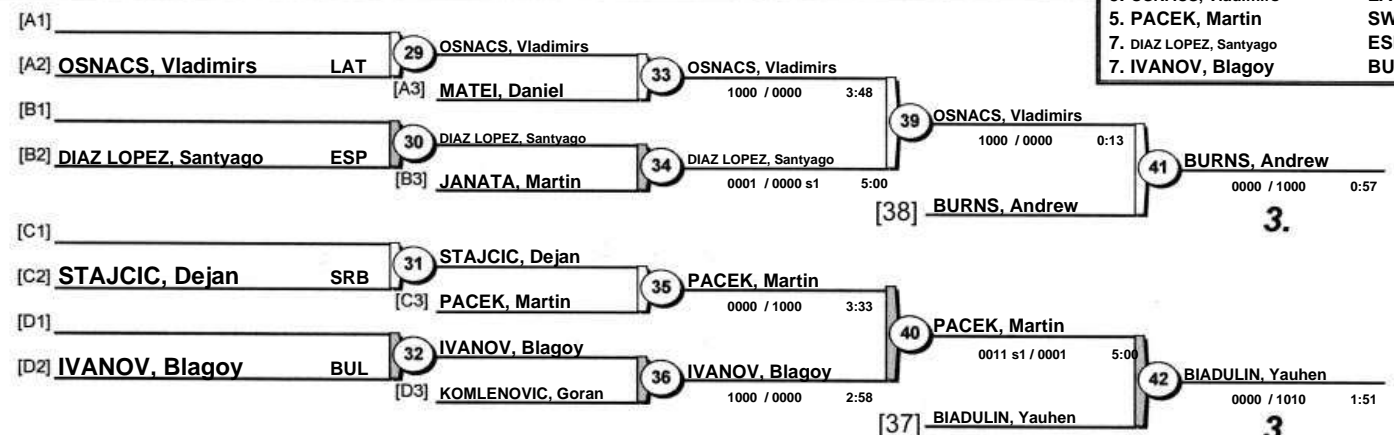 5. PACEK, Martin SW
7. DIAZ LOPEZ, Santyago ES
7. IVANOV, Blagoy BU
[A1]
[A2] OSNACS, Vladimirs LAT
29 OSNACS, Vladimirs
[A3] MATEI, Daniel
33 OSNACS, Vladimirs
1000 / 0000 3:48
[B1]
[B2] DIAZ LOPEZ, Santyago ESP
30 DIAZ LOPEZ, Santyago
[B3] JANATA, Martin
34 DIAZ LOPEZ, Santyago
0001 / 0000 s1 5:00
39 OSNACS, Vladimirs
1000 / 0000 0:13
[38] BURNS, Andrew
41 BURNS, Andrew
0000 / 1000 0:57
3.
[C1]
[C2] STAJCIC, Dejan SRB
31 STAJCIC, Dejan
[C3] PACEK, Martin
35 PACEK, Martin
0000 / 1000 3:33
[D1]
[D2] IVANOV, Blagoy BUL
32 IVANOV, Blagoy
[D3] KOMLENOVIC, Goran
36 IVANOV, Blagoy
1000 / 0000 2:58
40 PACEK, Martin
0011 s1 / 0001 5:00
[37] BIADULIN, Yauhen
42 BIADULIN, Yauhen
0000 / 1010 1:51
3